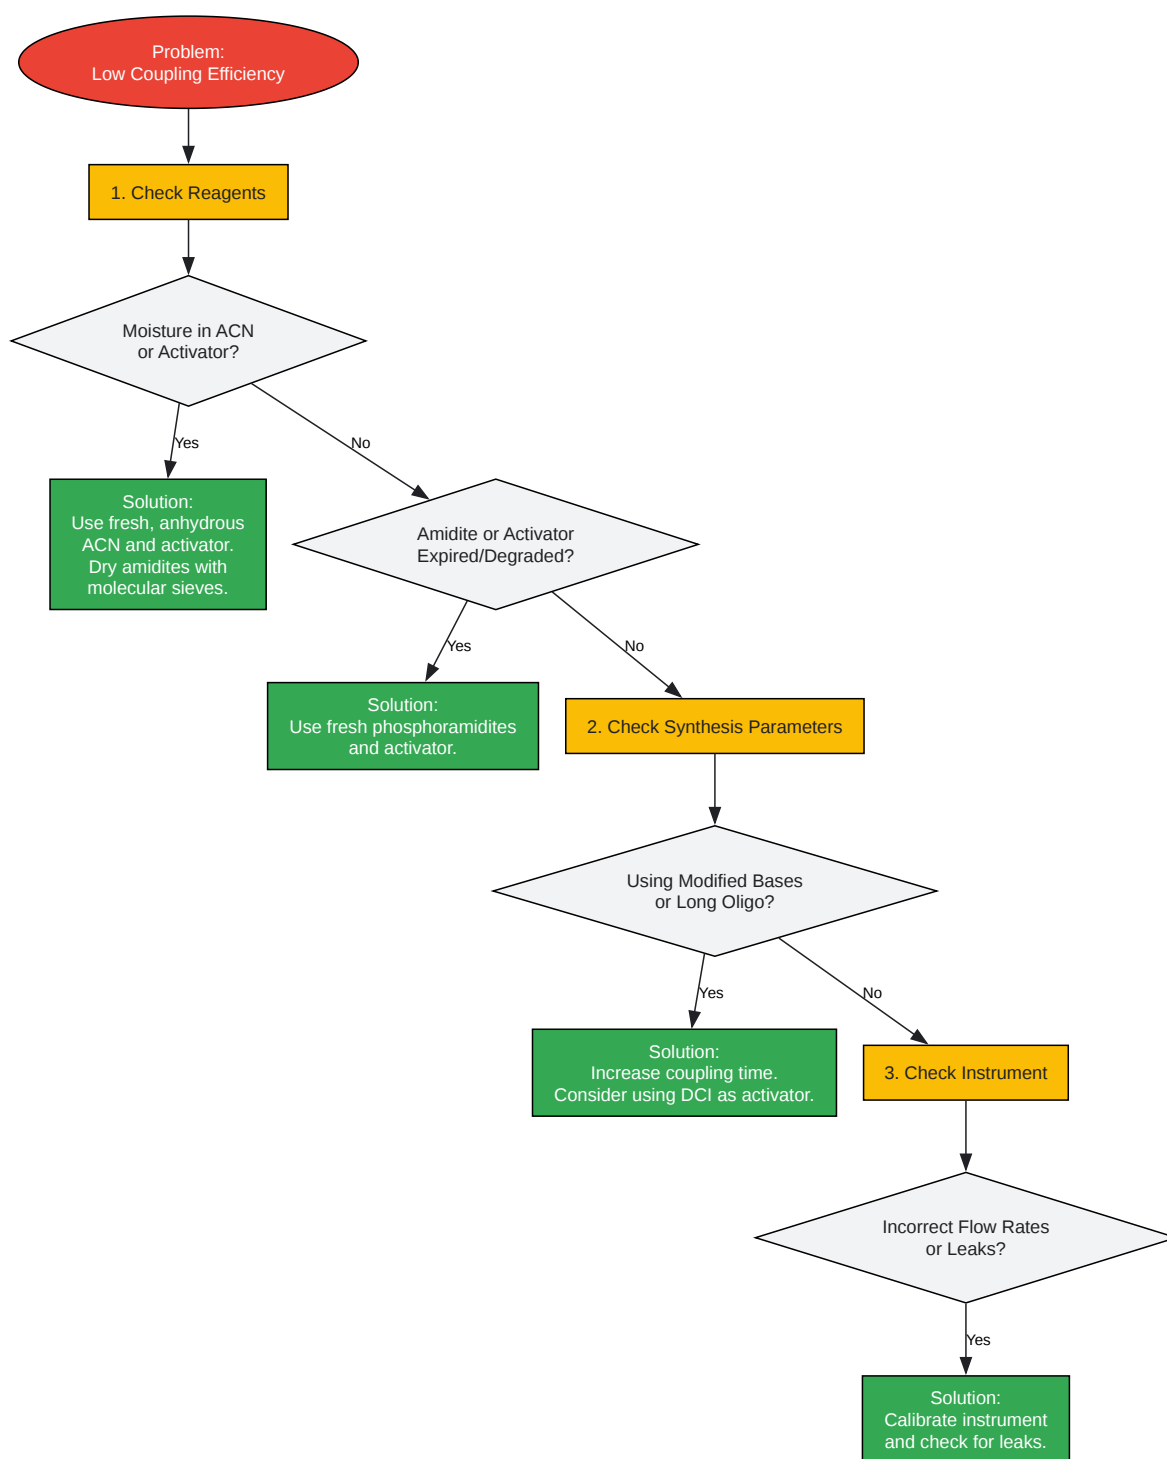 Problem:
Low Coupling Efficiency
1. Check Reagents
Moisture in ACN
or Activator?
Yes
No
Solution:
Use fresh, anhydrous
ACN and activator.
Dry amidites with
molecular sieves.
Amidite or Activator
Expired/Degraded?
Yes
No
Solution:
Use fresh phosphoramidites
and activator.
2. Check Synthesis Parameters
Using Modified Bases
or Long Oligo?
Yes
No
Solution:
Increase coupling time.
Consider using DCI as activator.
3. Check Instrument
Incorrect Flow Rates
or Leaks?
Yes
Solution:
Calibrate instrument
and check for leaks.